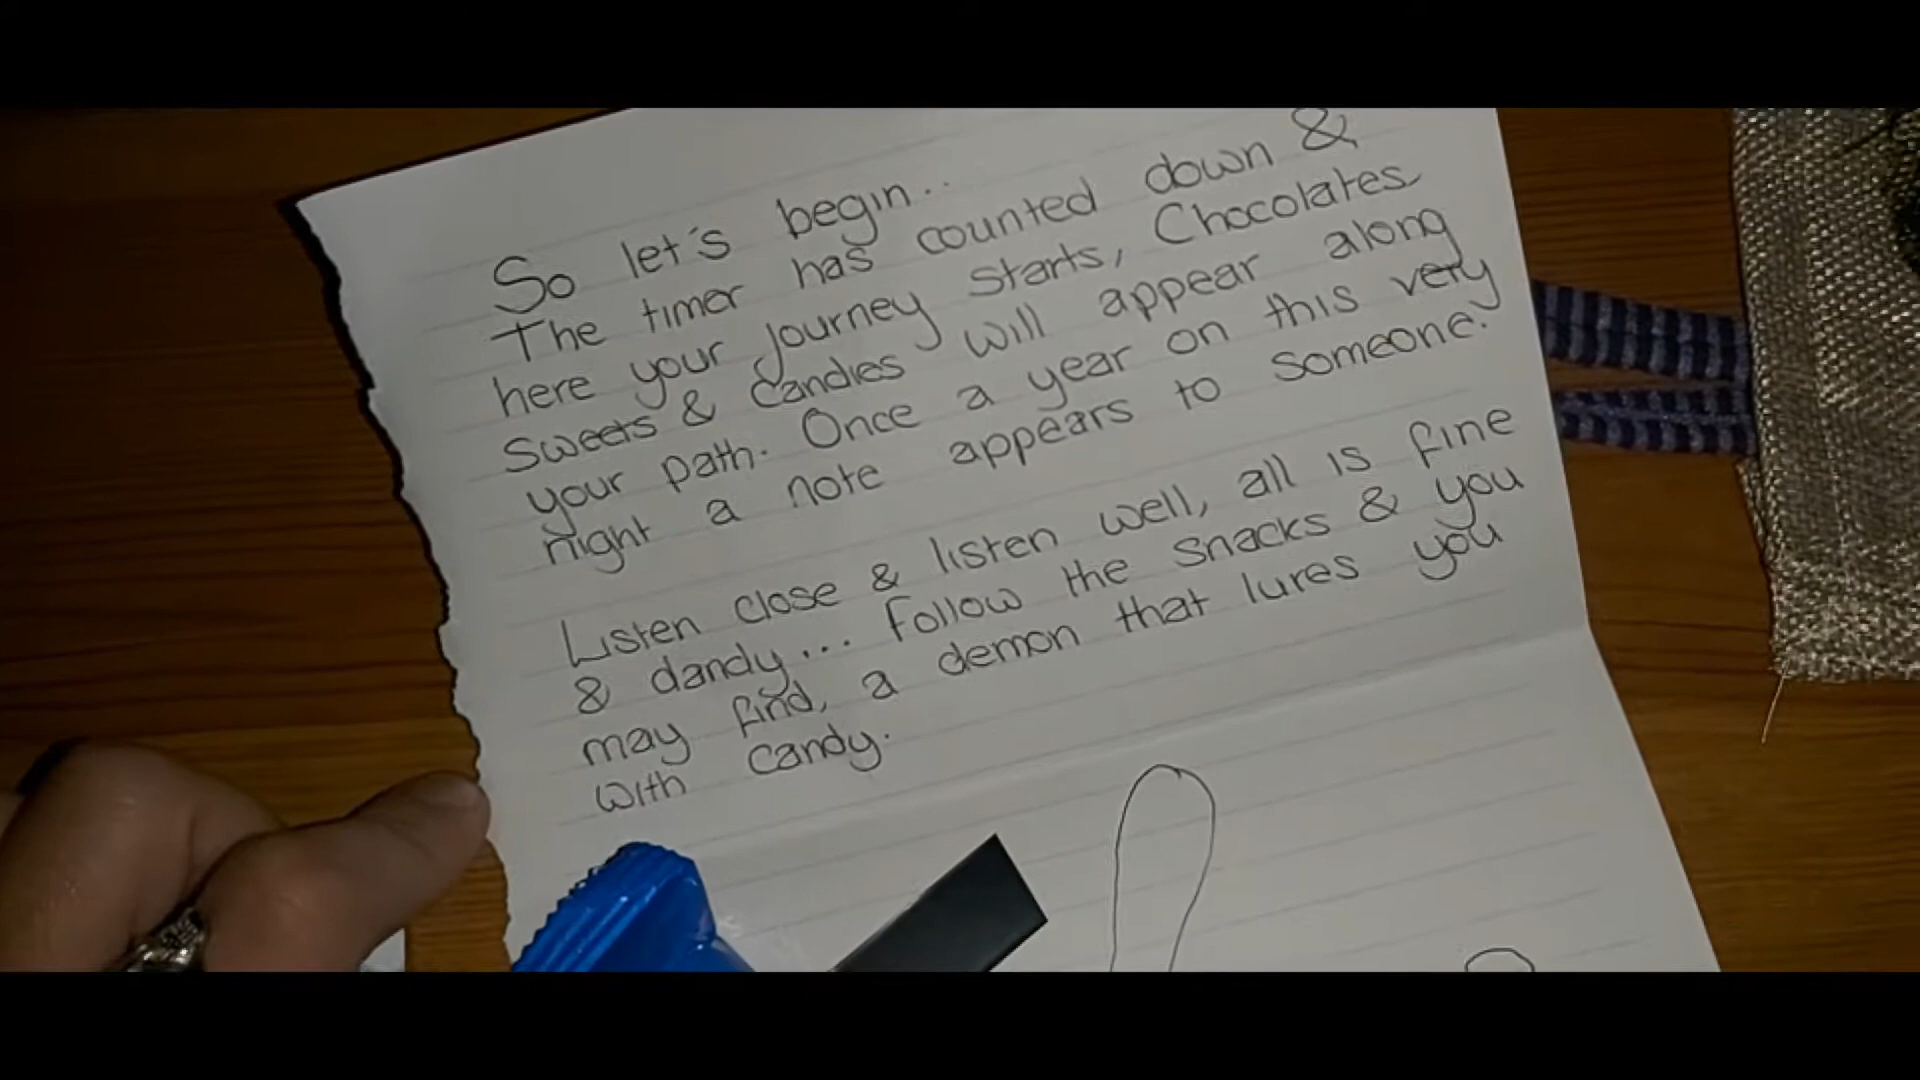 So let's begin..
The timer has counted down &
here your journey starts, Chocolates
sweets & candies will appear along
your path. Once a year on this very
night a note appears to someone.
Listen close & listen well, all is fine
& dandy... Follow the snacks & you
may find, a demon that lures you
with candy.